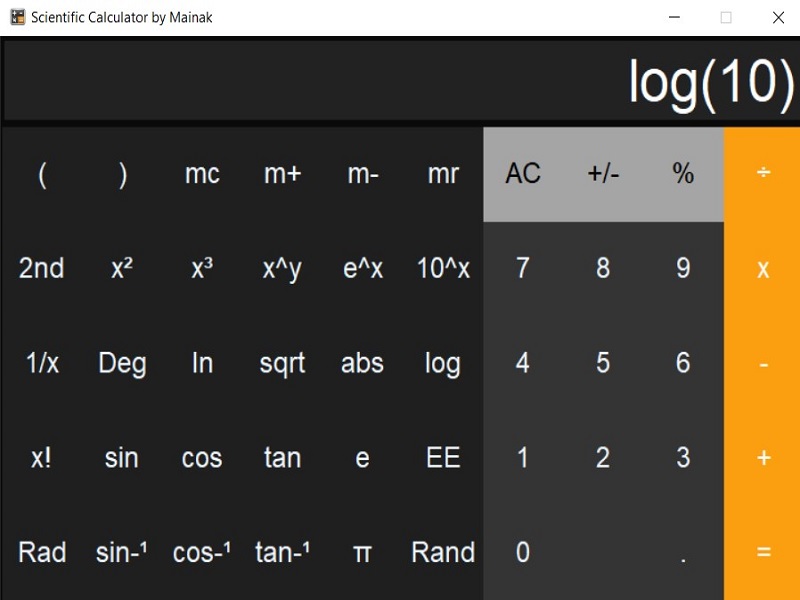 Scientific Calculator by Mainak
log(10)
( ) mc m+ m- mr AC +/- % ÷
2nd x² x³ x^y e^x 10^x 7 8 9 x
1/x Deg ln sqrt abs log 4 5 6 -
x! sin cos tan e EE 1 2 3 +
Rad sin-¹ cos-¹ tan-¹ π Rand 0 . =